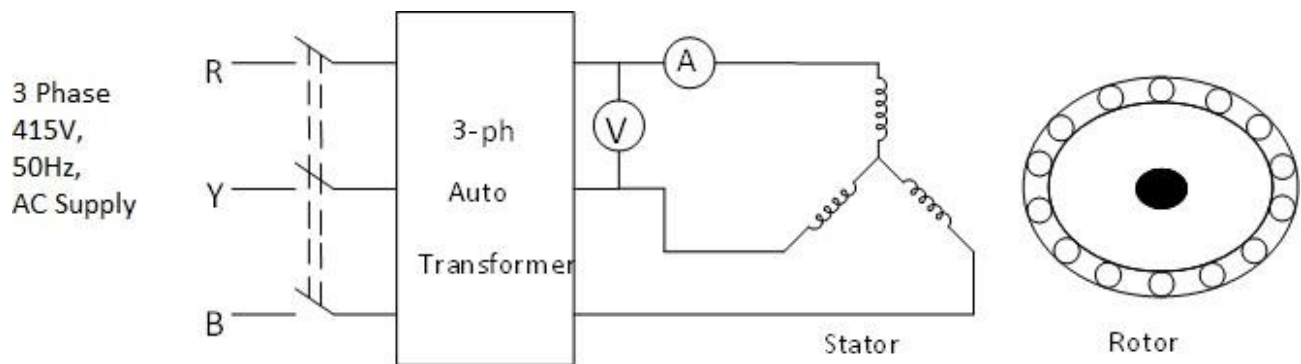 3 Phase
415V,
50Hz,
AC Supply
R
Y
B
3-ph
Auto
Transformer
A
V
Stator
Rotor